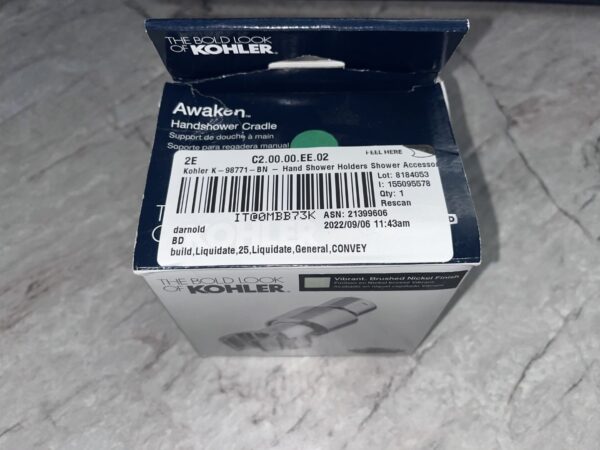 THE BOLD LOOK
OF KOHLER®
Awaken™
Handshower Cradle
Support de douche à main
Soporte para regadera manual
PEEL HERE
2E C2.00.00.EE.02
Kohler K-98771-BN - Hand Shower Holders Shower Accessor
Lot: 8184053
I: 155095578
Qty: 1
Rescan
IT@0MBB73K ASN: 21399606
darnold 2022/09/06 11:43am
BD
build,Liquidate,25,Liquidate,General,CONVEY
THE BOLD LOOK
OF KOHLER®
Vibrant® Brushed Nickel Finish